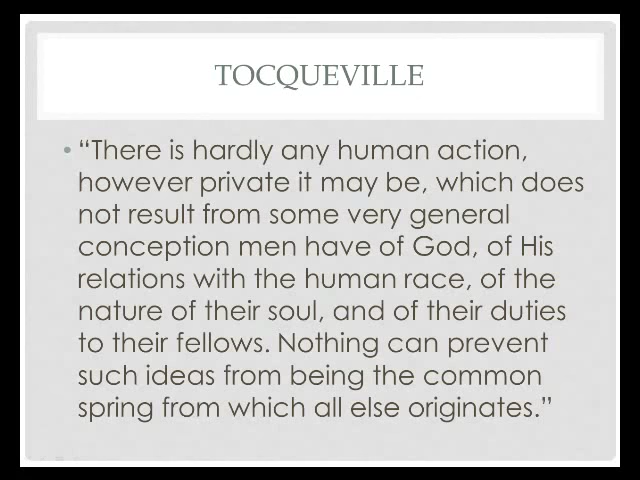 TOCQUEVILLE
• “There is hardly any human action,
however private it may be, which does
not result from some very general
conception men have of God, of His
relations with the human race, of the
nature of their soul, and of their duties
to their fellows. Nothing can prevent
such ideas from being the common
spring from which all else originates.”